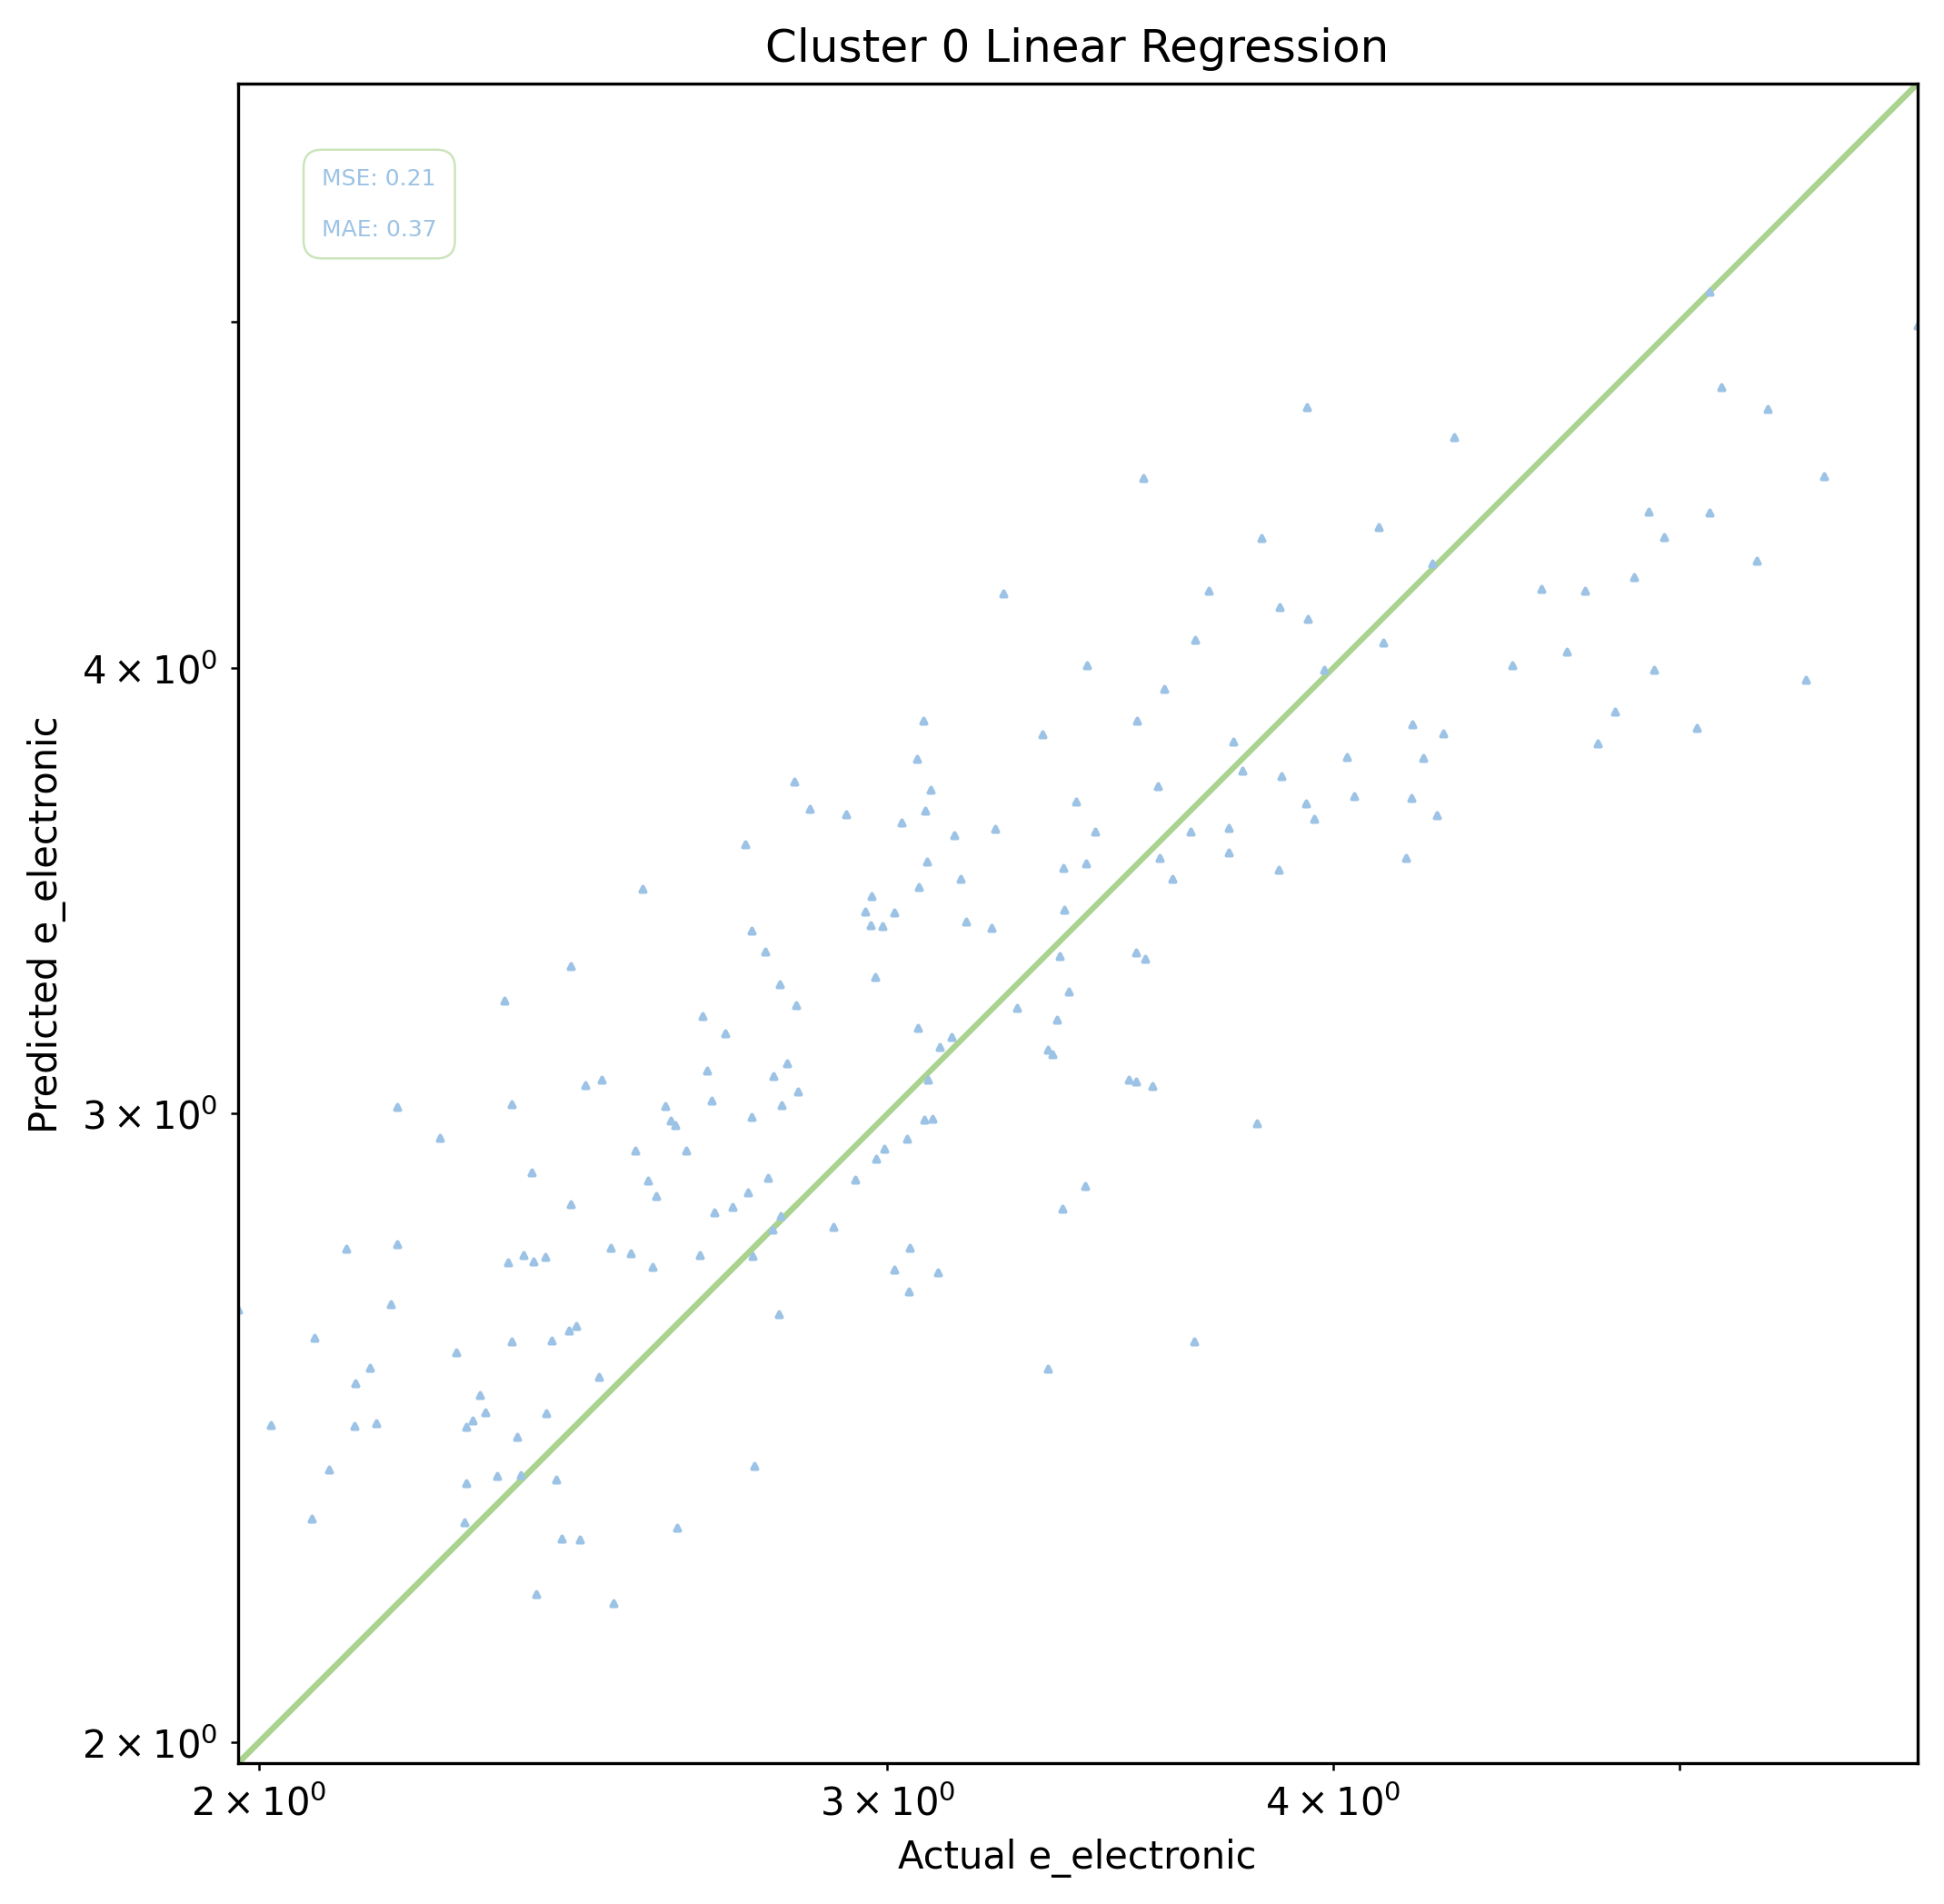 Cluster 0 Linear Regression
MSE: 0.21
MAE: 0.37
4 × 10⁰
3 × 10⁰
2 × 10⁰
Predicted e_electronic
2 × 10⁰
3 × 10⁰
4 × 10⁰
Actual e_electronic